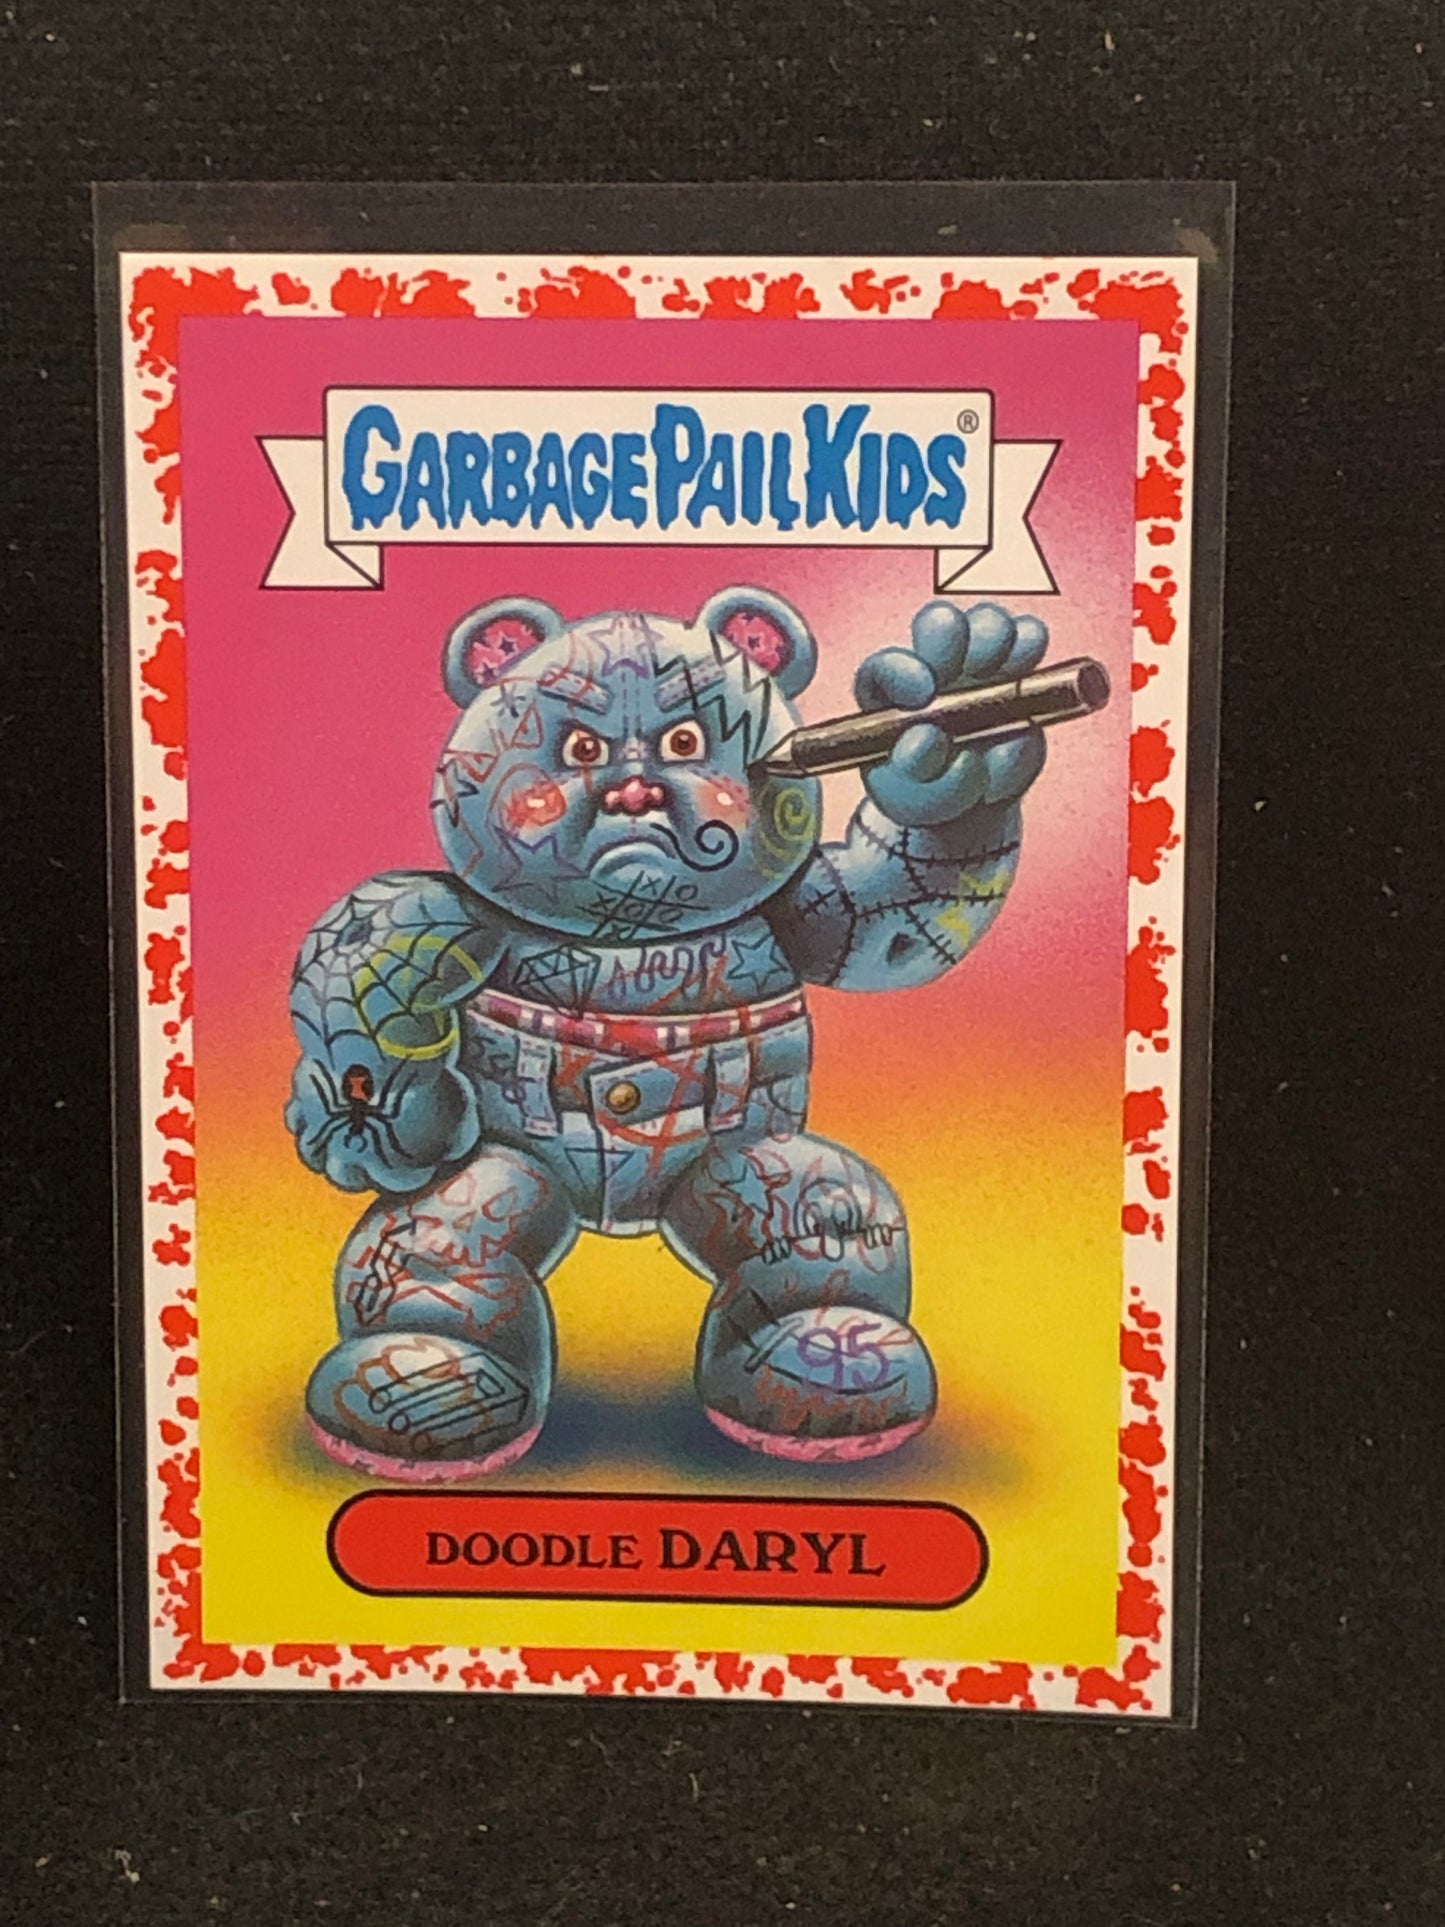 GARBAGE PAIL KIDS®
X O
X O O
95
DOODLE DARYL